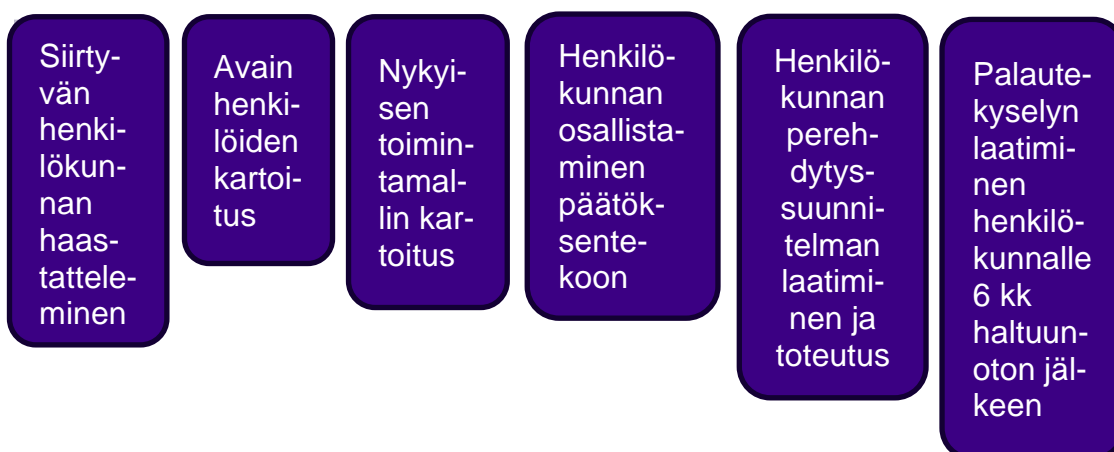 Siirty-
vän
henki-
lökun-
nan
haas-
tattele-
minen
Avain
henki-
löiden
kartoi-
tus
Nykyi-
sen
toimin-
tamal-
lin kar-
toitus
Henkilö-
kunnan
osallista-
minen
päätök-
sente-
koon
Henkilö-
kunnan
pereh-
dytys-
suunni-
telman
laatimi-
nen ja
toteutus
Palaute-
kyselyn
laatimi-
nen
henkilö-
kunnalle
6 kk
haltuun-
oton jäl-
keen